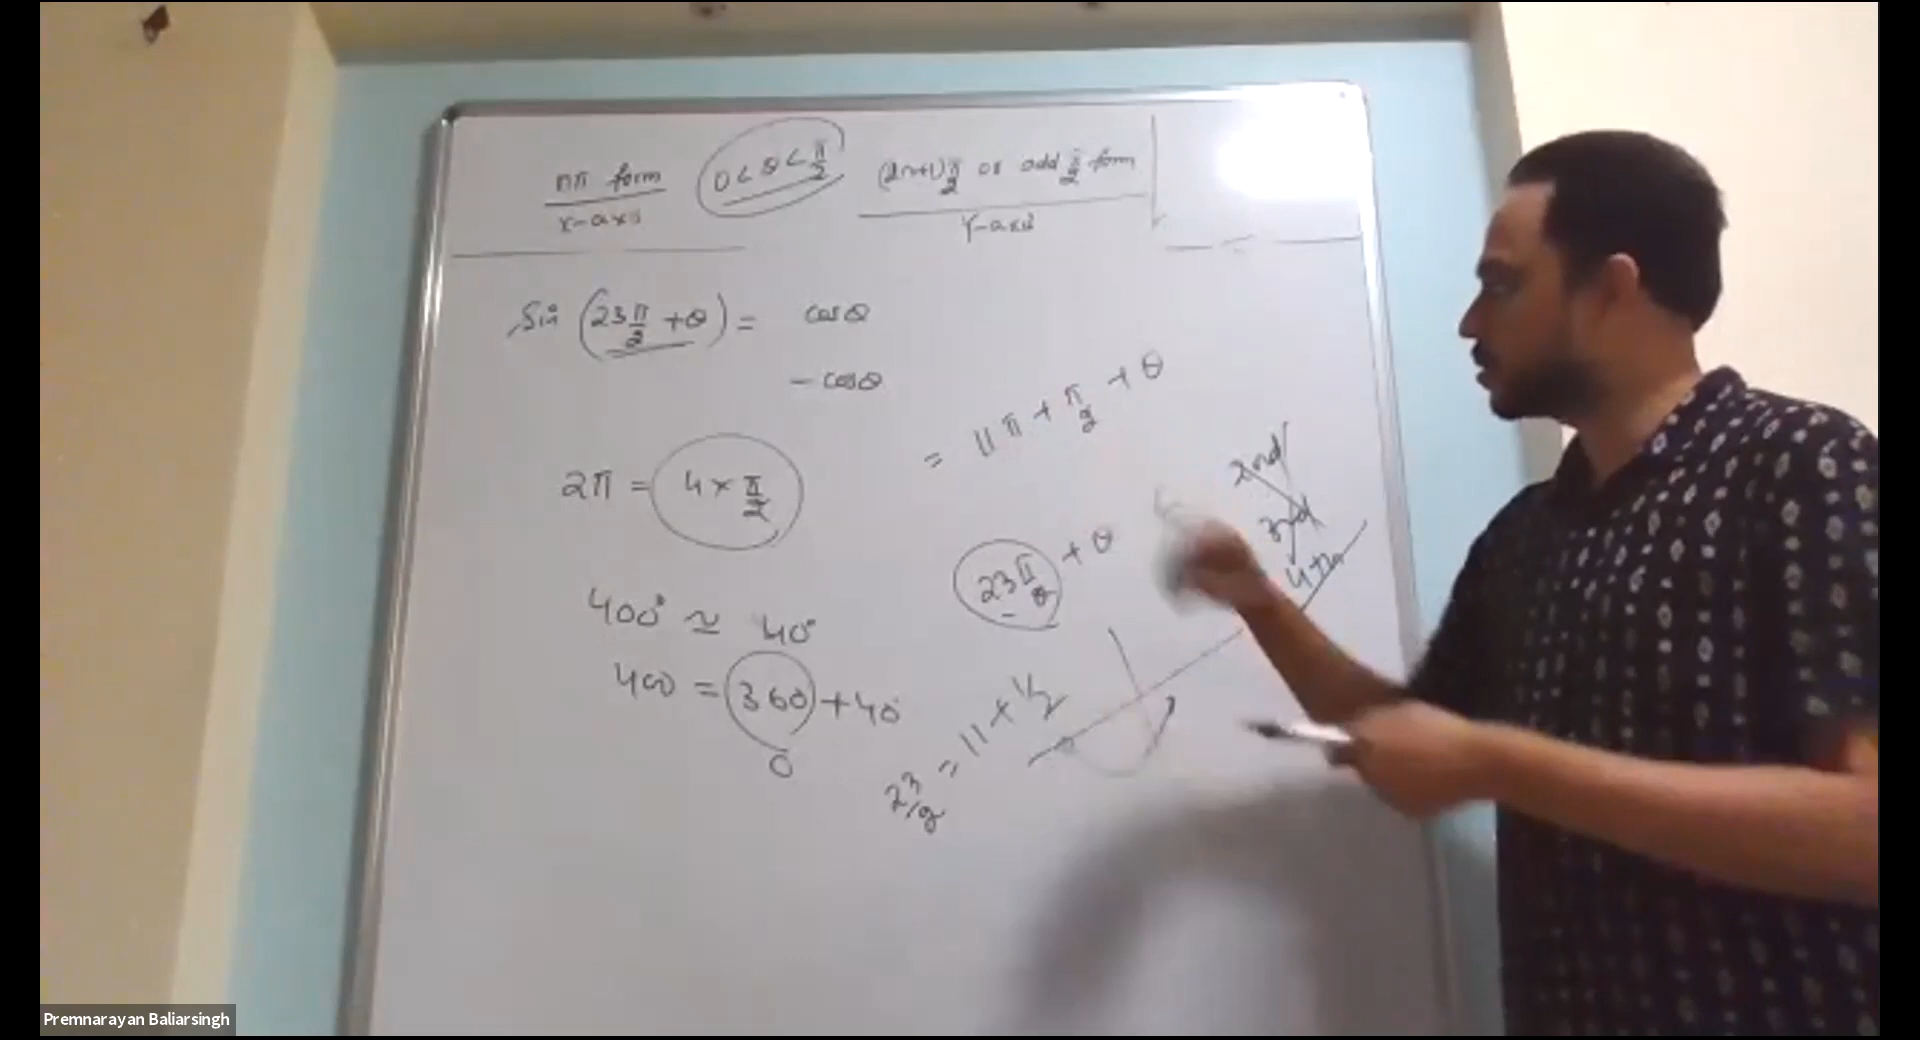 nπ form
x-axis
0 < θ < π/2
(2n+1)π/2 or odd π/2 form
Y-axis
Sin (23π/2 + θ) = cosθ
- cosθ
= 11π + π/2 + θ
2π = 4 × π/2
23π/2 + θ
2nd
3rd
4th
400° ≃ 40°
400 = 360 + 40
0
23/2 = 11 + 1/2
Premnarayan Baliarsingh